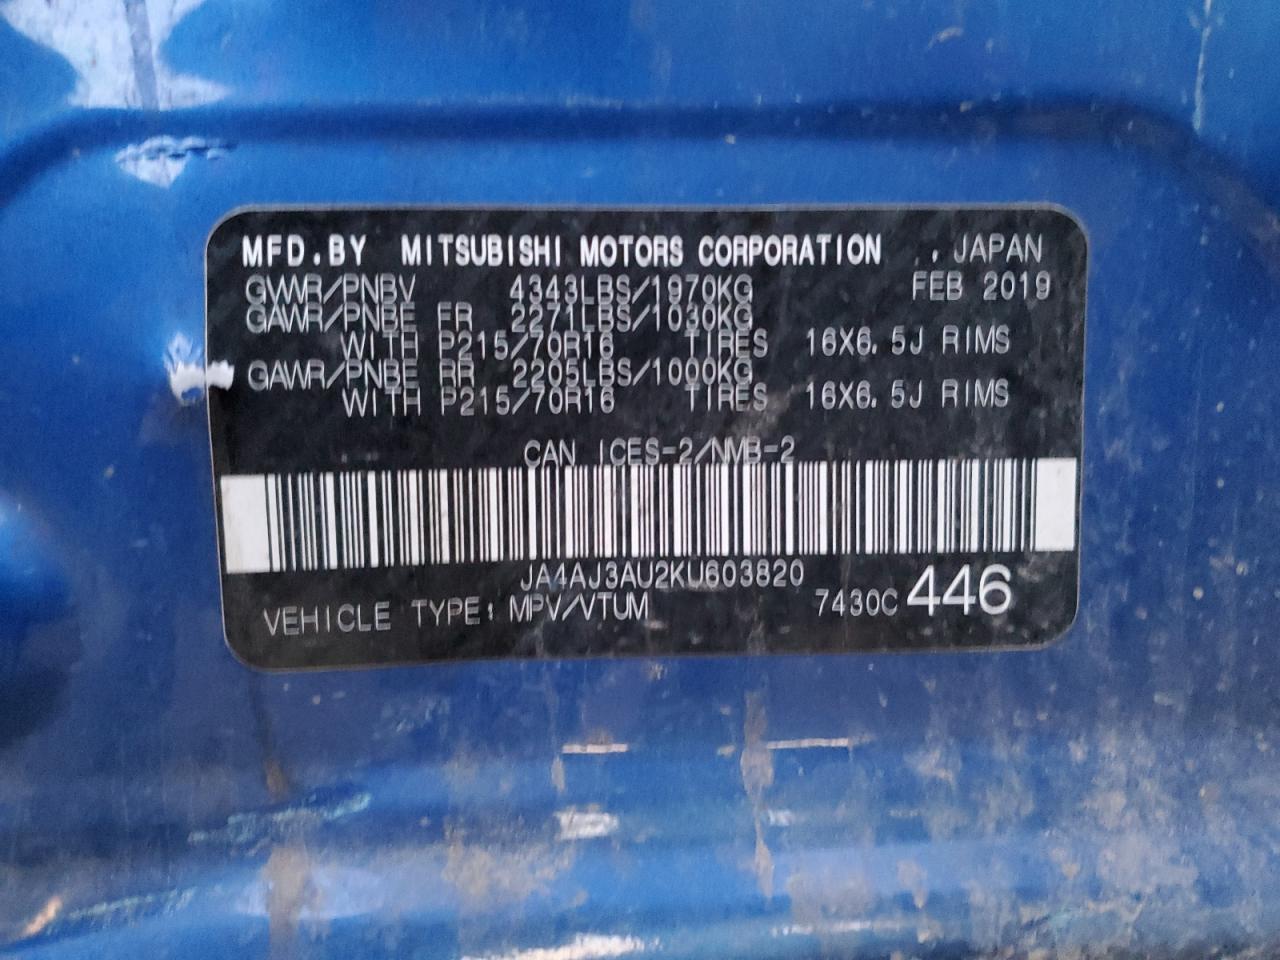 MFD.BY MITSUBISHI MOTORS CORPORATION , JAPAN
GVWR/PNBV 4343LBS/1970KG FEB 2019
GAWR/PNBE FR 2271LBS/1030KG
WITH P215/70R16 TIRES 16X6.5J RIMS
GAWR/PNBE RR 2205LBS/1000KG
WITH P215/70R16 TIRES 16X6.5J RIMS
CAN ICES-2/NMB-2
JA4AJ3AU2KU603820
VEHICLE TYPE: MPV/VTUM 7430C 446